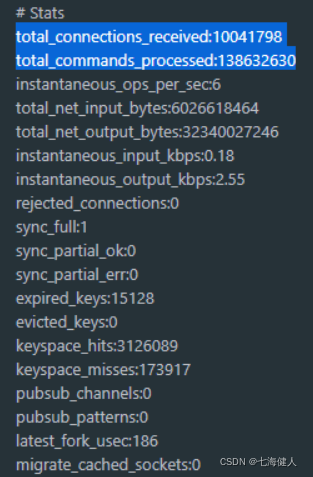 # Stats
total_connections_received:10041798
total_commands_processed:138632630
instantaneous_ops_per_sec:6
total_net_input_bytes:6026618464
total_net_output_bytes:32340027246
instantaneous_input_kbps:0.18
instantaneous_output_kbps:2.55
rejected_connections:0
sync_full:1
sync_partial_ok:0
sync_partial_err:0
expired_keys:15128
evicted_keys:0
keyspace_hits:3126089
keyspace_misses:173917
pubsub_channels:0
pubsub_patterns:0
latest_fork_usec:186
migrate_cached_sockets:0
CSDN @七海健人